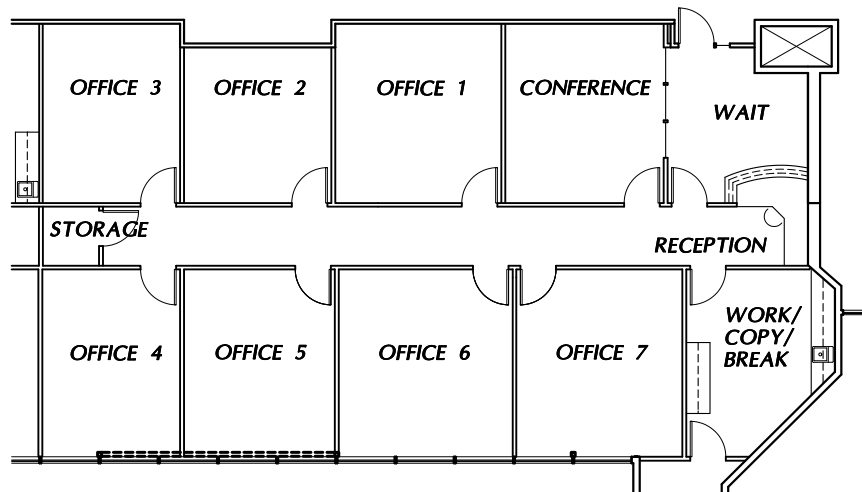 OFFICE 3
OFFICE 2
OFFICE 1
CONFERENCE
WAIT
STORAGE
RECEPTION
OFFICE 4
OFFICE 5
OFFICE 6
OFFICE 7
WORK/
COPY/
BREAK